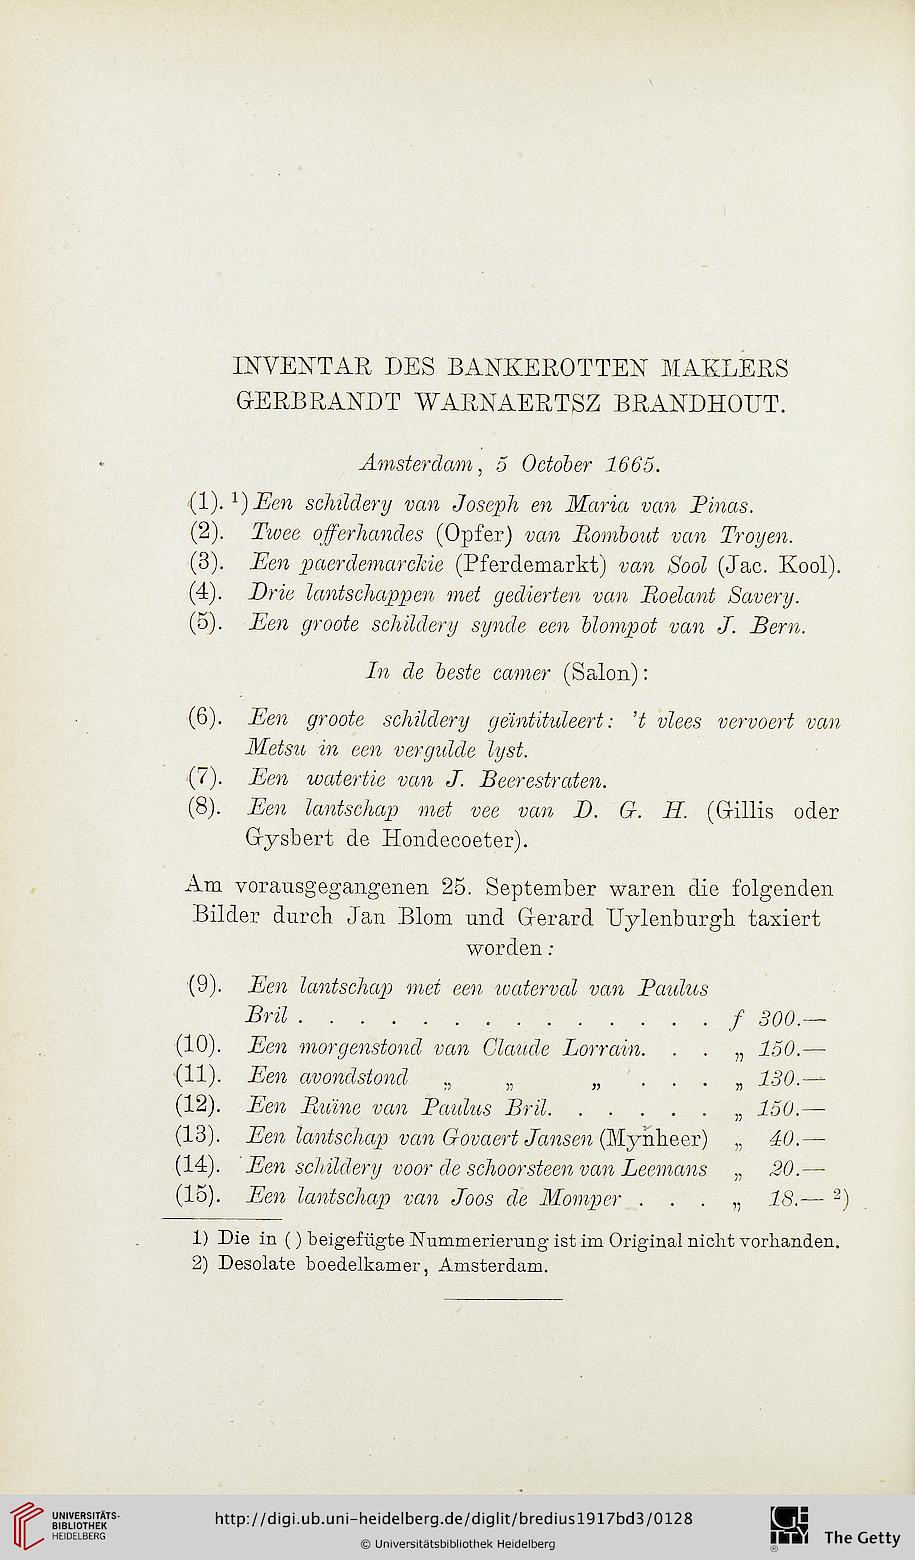 INVENTAR DES BANKEROTTEN MAKLERS
GERBRANDT WARNAERTSZ BRANDHOUT.
Amsterdam, 5 October 1665.
(1). ¹) Een schildery van Joseph en Maria van Pinas.
(2). Twee offerhandes (Opfer) van Rombout van Troyen.
(3). Een paerdemarckie (Pferdemarkt) van Sool (Jac. Kool).
(4). Drie lantschappen met gedierten van Roelant Savery.
(5). Een groote schildery synde een blompot van J. Bern.
In de beste camer (Salon):
(6). Een groote schildery geïntituleert: 't vlees vervoert van
Metsu in een vergulde lyst.
(7). Een watertie van J. Beerestraten.
(8). Een lantschap met vee van D. G. H. (Gillis oder
Gysbert de Hondecoeter).
Am vorausgegangenen 25. September waren die folgenden
Bilder durch Jan Blom und Gerard Uylenburgh taxiert
worden:
(9). Een lantschap met een waterval van Paulus
Bril . . . . . . . . . . . . . . f 300.—
(10). Een morgenstond van Claude Lorrain. . . „ 150.—
(11). Een avondstond „ „ „ . . . . „ 130.—
(12). Een Ruïne van Paulus Bril. . . . . . „ 150.—
(13). Een lantschap van Govaert Jansen (Mynheer) „ 40.—
(14). Een schildery voor de schoorsteen van Leemans „ 20.—
(15). Een lantschap van Joos de Momper . . . „ 18.— ²)
1) Die in ( ) beigefügte Nummerierung ist im Original nicht vorhanden.
2) Desolate boedelkamer, Amsterdam.
UNIVERSITÄTS-
BIBLIOTHEK
HEIDELBERG
http://digi.ub.uni-heidelberg.de/diglit/bredius1917bd3/0128
© Universitätsbibliothek Heidelberg
GETTY
®
The Getty